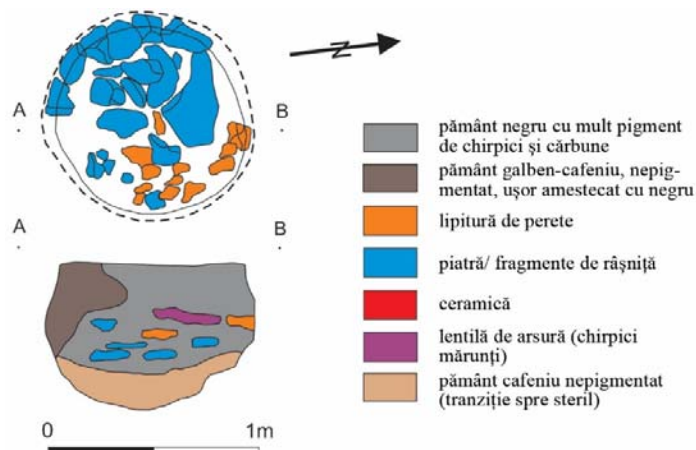 N
A
B
A
B
0
1m
pământ negru cu mult pigment
de chirpici și cărbune
pământ galben-cafeniu, nepig-
mentat, ușor amestecat cu negru
lipitură de perete
piatră/ fragmente de râșniță
ceramică
lentilă de arsură (chirpici
mărunți)
pământ cafeniu nepigmentat
(tranziție spre steril)